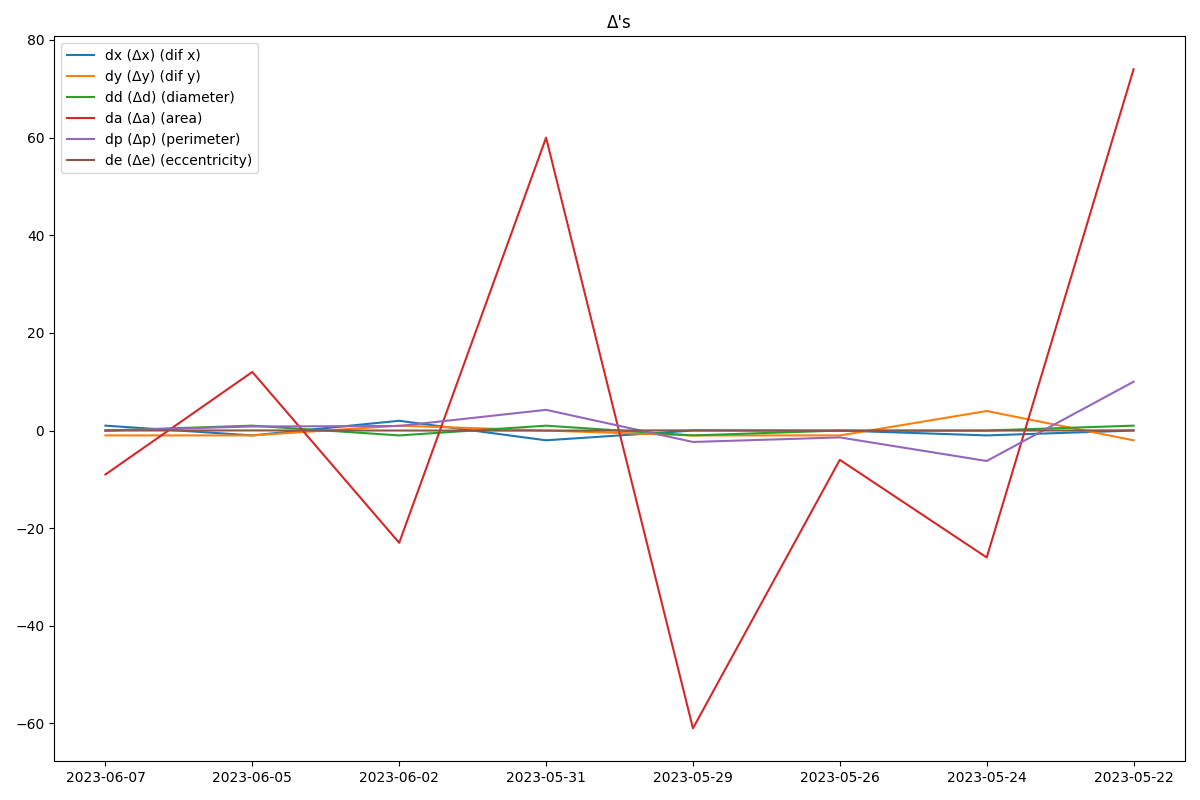 Δ's
80
60
40
20
0
−20
−40
−60
dx (Δx) (dif x)
dy (Δy) (dif y)
dd (Δd) (diameter)
da (Δa) (area)
dp (Δp) (perimeter)
de (Δe) (eccentricity)
2023-06-07 2023-06-05 2023-06-02 2023-05-31 2023-05-29 2023-05-26 2023-05-24 2023-05-22